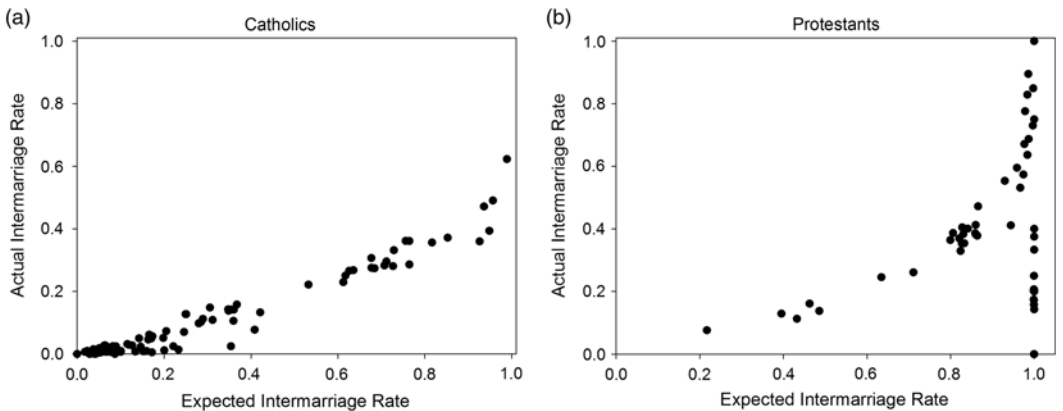 (a)
Catholics
1.0
0.8
0.6
0.4
0.2
0.0
0.0 0.2 0.4 0.6 0.8 1.0
Expected Intermarriage Rate
Actual Intermarriage Rate
(b)
Protestants
1.0
0.8
0.6
0.4
0.2
0.0
0.0 0.2 0.4 0.6 0.8 1.0
Expected Intermarriage Rate
Actual Intermarriage Rate